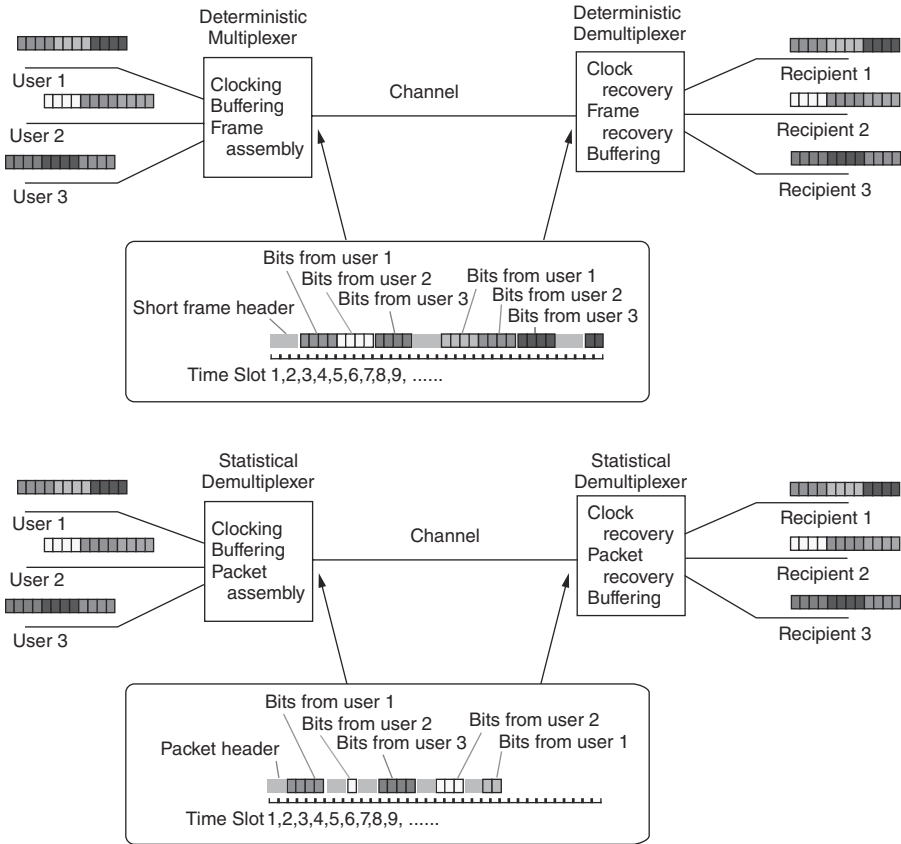 Deterministic
Multiplexer
Deterministic
Demultiplexer
User 1
User 2
User 3
Clocking
Buffering
Frame
assembly
Channel
Clock
recovery
Frame
recovery
Buffering
Recipient 1
Recipient 2
Recipient 3
Bits from user 1
Bits from user 2
Bits from user 3
Bits from user 1
Bits from user 2
Bits from user 3
Short frame header
Time Slot 1,2,3,4,5,6,7,8,9, ......
Statistical
Demultiplexer
Statistical
Demultiplexer
User 1
User 2
User 3
Clocking
Buffering
Packet
assembly
Channel
Clock
recovery
Packet
recovery
Buffering
Recipient 1
Recipient 2
Recipient 3
Bits from user 1
Bits from user 2
Bits from user 3
Bits from user 2
Bits from user 1
Packet header
Time Slot 1,2,3,4,5,6,7,8,9, ......